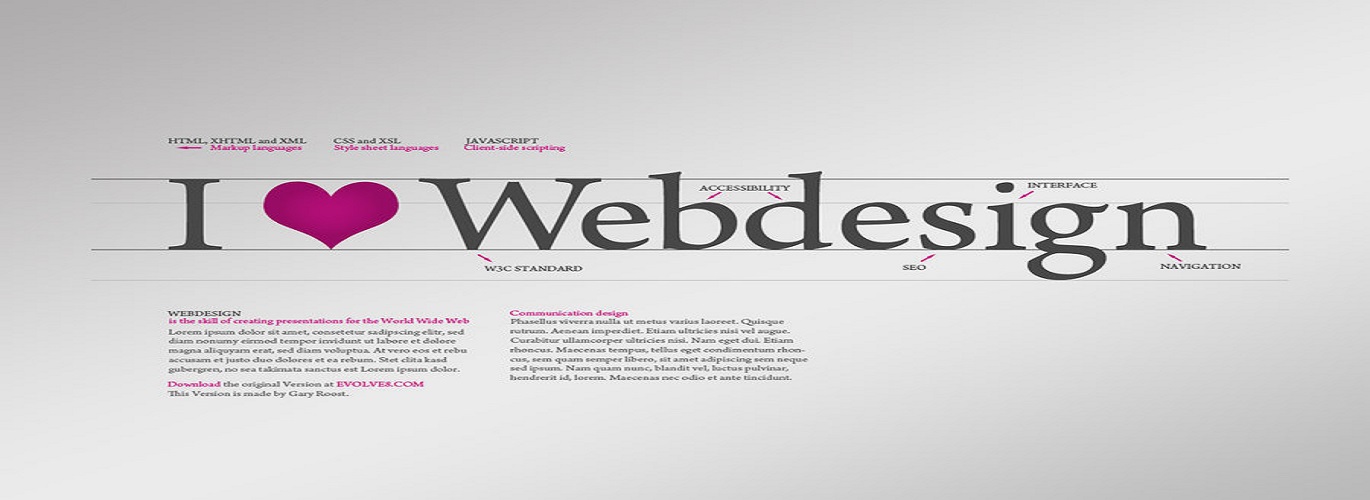 HTML, XHTML and XML
Markup languages
CSS and XSL
Style sheet languages
JAVASCRIPT
Client-side scripting
ACCESSIBILITY
INTERFACE
I Webdesign
W3C STANDARD
SEO
NAVIGATION
WEBDESIGN
is the skill of creating presentations for the World Wide Web
Lorem ipsum dolor sit amet, consetetur sadipscing elitr, sed
diam nonumy eirmod tempor invidunt ut labore et dolore
magna aliquyam erat, sed diam voluptua. At vero eos et rebu
accusam et justo duo dolores et ea rebum. Stet clita kasd
gubergren, no sea takimata sanctus est Lorem ipsum dolor.
Download the original Version at EVOLVE8.COM
This Version is made by Gary Roost.
Communication design
Phasellus viverra nulla ut metus varius laoreet. Quisque
rutrum. Aenean imperdiet. Etiam ultricies nisi vel augue.
Curabitur ullamcorper ultricies nisi. Nam eget dui. Etiam
rhoncus. Maecenas tempus, tellus eget condimentum rhon-
cus, sem quam semper libero, sit amet adipiscing sem neque
sed ipsum. Nam quam nunc, blandit vel, luctus pulvinar,
hendrerit id, lorem. Maecenas nec odio et ante tincidunt.